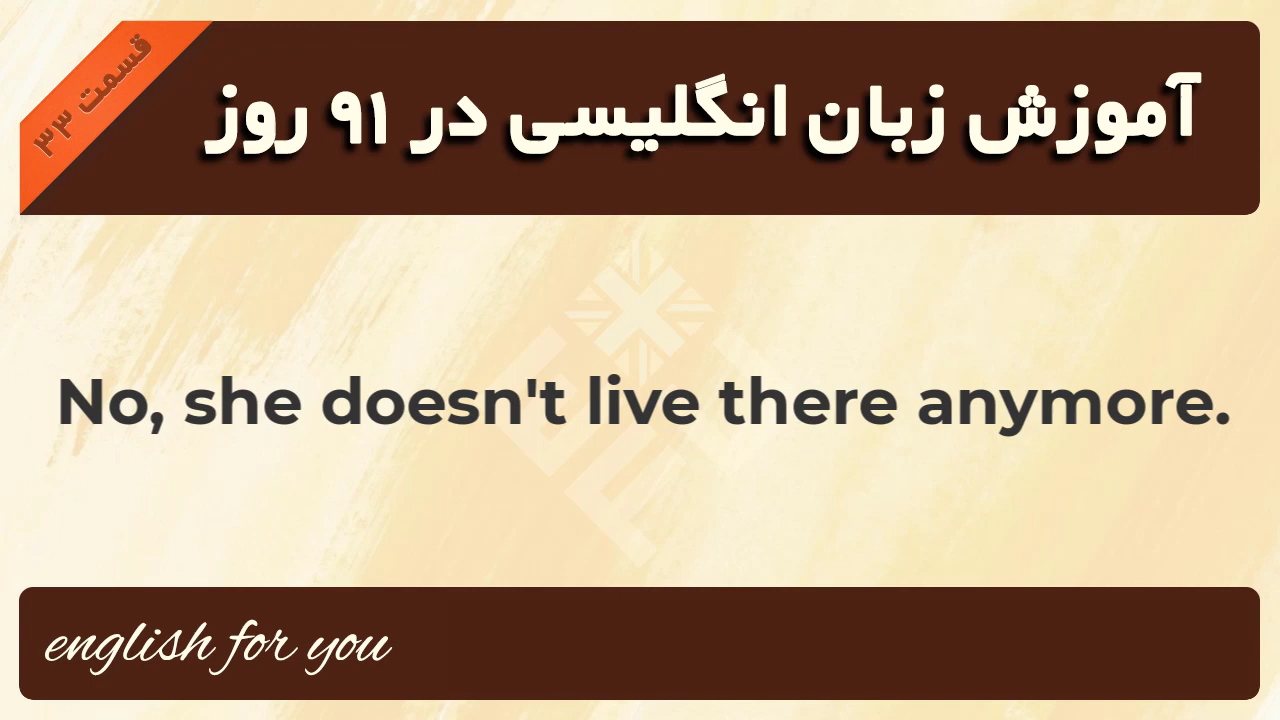 قسمت ۳۳
آموزش زبان انگلیسی در ۹۱ روز
No, she doesn't live there anymore.
english for you